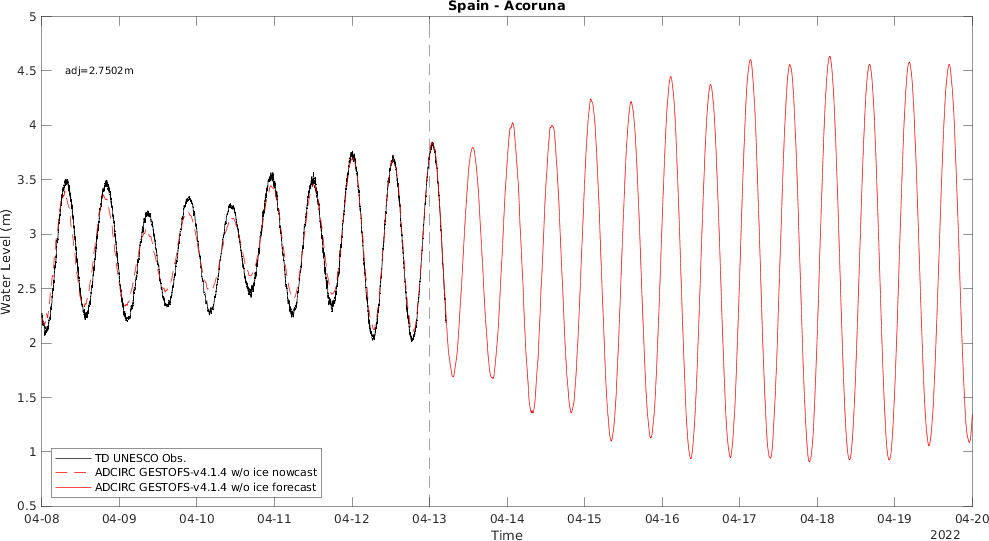 Spain - Acoruna
5
4.5
4
3.5
3
2.5
2
1.5
1
0.5
Water Level (m)
adj=2.7502m
TD UNESCO Obs.
ADCIRC GESTOFS-v4.1.4 w/o ice nowcast
ADCIRC GESTOFS-v4.1.4 w/o ice forecast
04-08 04-09 04-10 04-11 04-12 04-13 04-14 04-15 04-16 04-17 04-18 04-19 04-20
Time
2022